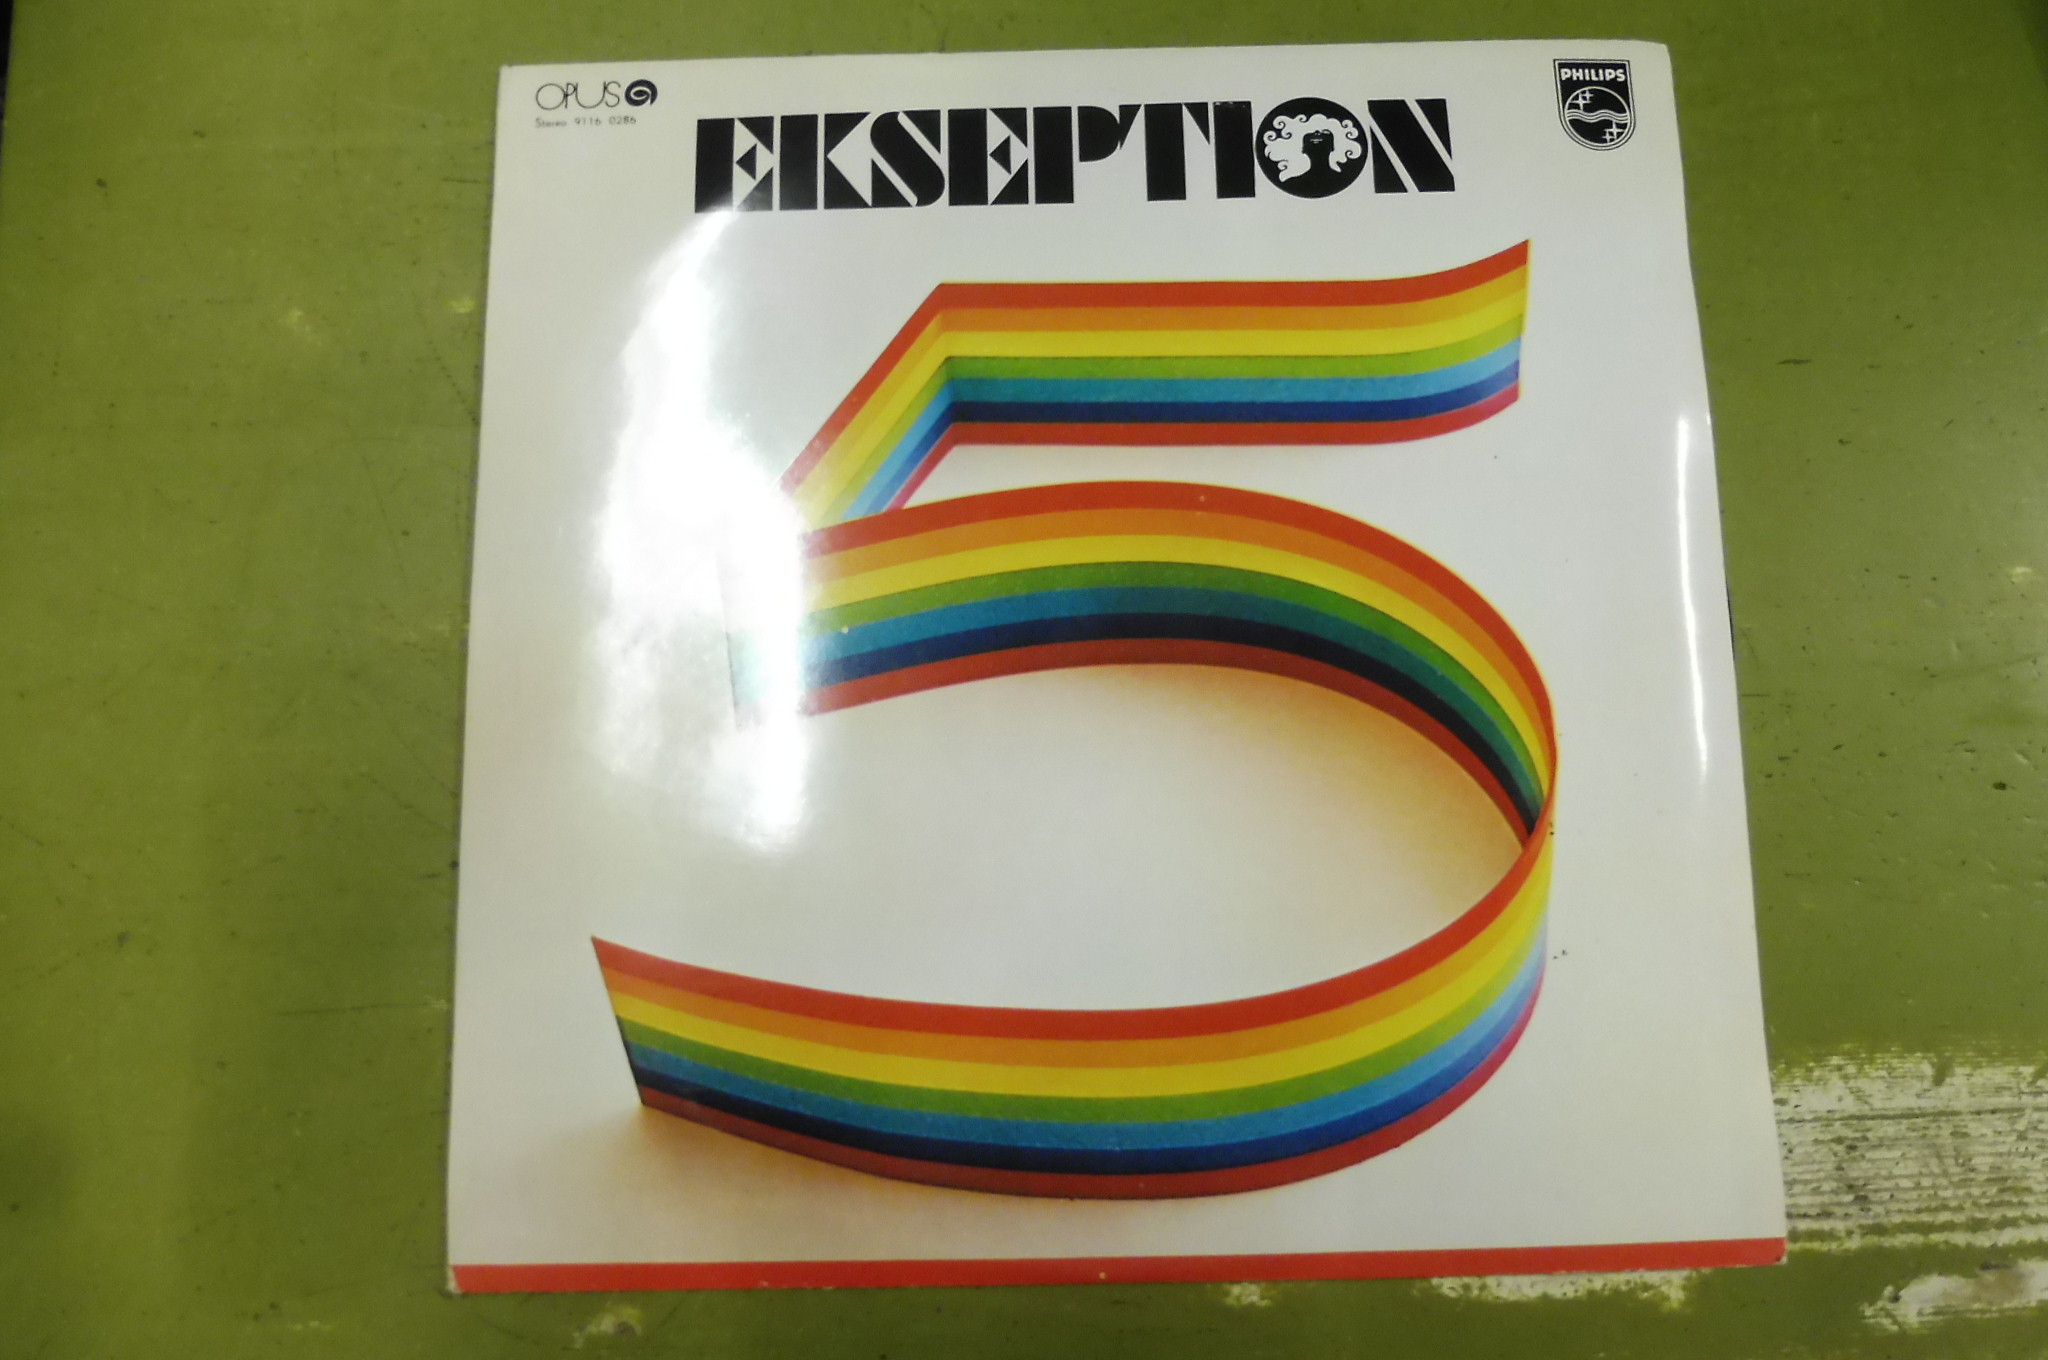 OPUS
Stereo 9116 0286
EKSEPTION
PHILIPS
5